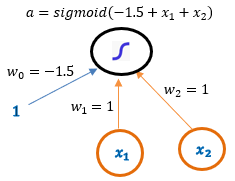 a = sigmoid(−1.5 + x₁ + x₂)
w₀ = −1.5
w₂ = 1
1
w₁ = 1
x₁
x₂